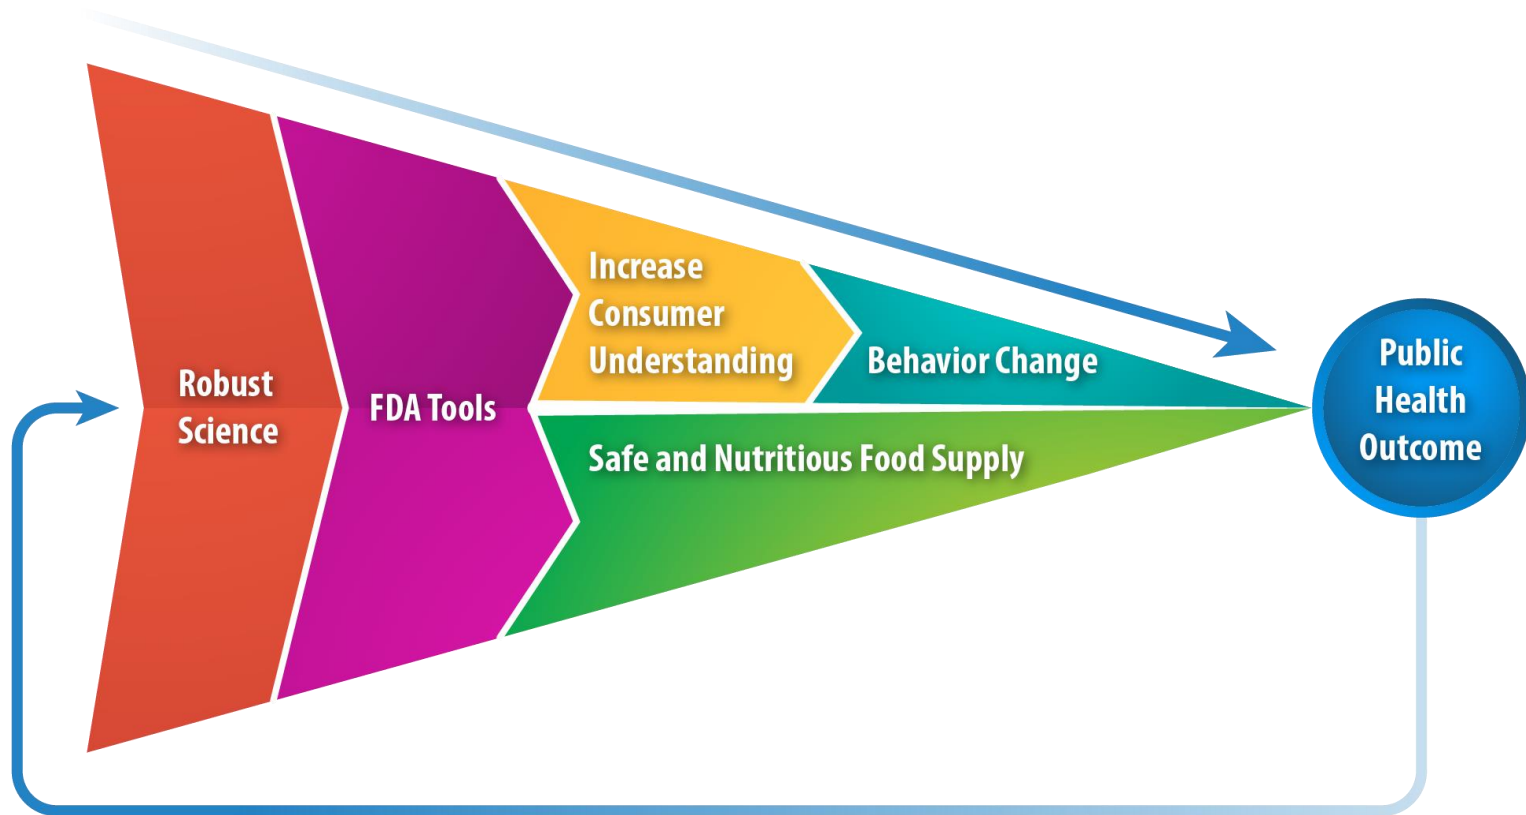 Robust
Science
FDA Tools
Increase
Consumer
Understanding
Behavior Change
Safe and Nutritious Food Supply
Public
Health
Outcome